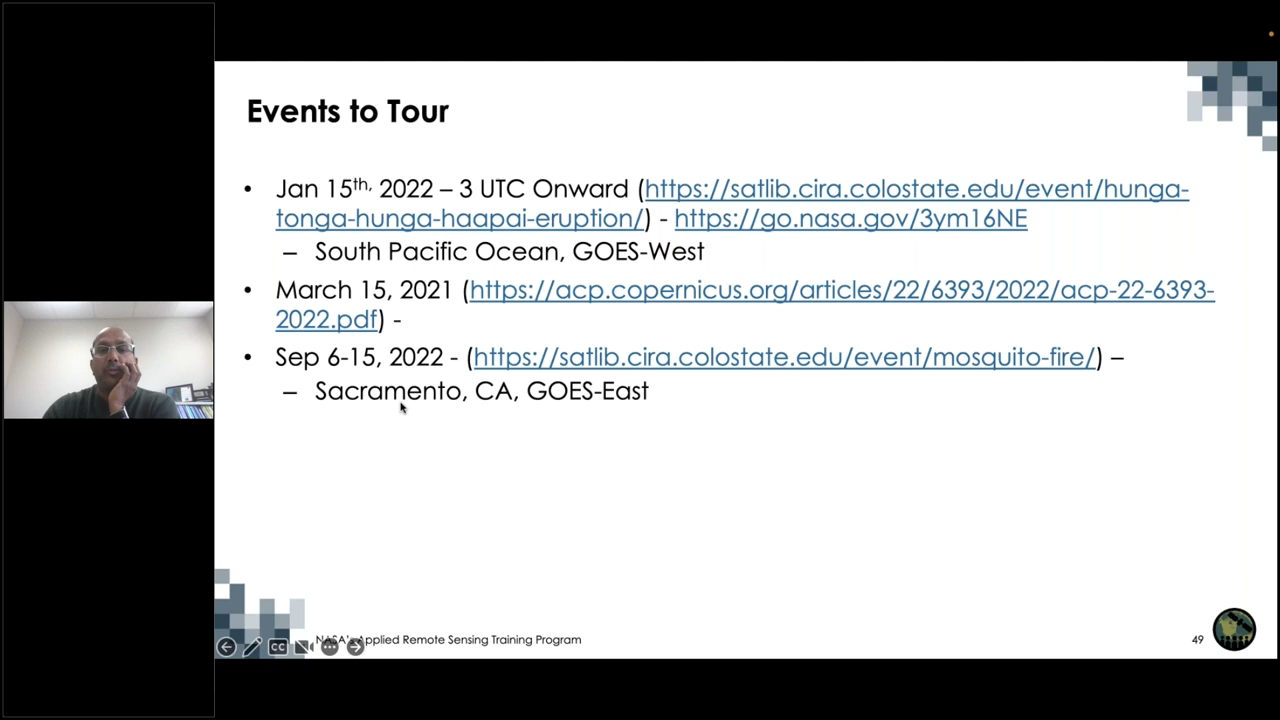 Events to Tour
• Jan 15th, 2022 – 3 UTC Onward (https://satlib.cira.colostate.edu/event/hunga-
tonga-hunga-haapai-eruption/) - https://go.nasa.gov/3ym16NE
– South Pacific Ocean, GOES-West
• March 15, 2021 (https://acp.copernicus.org/articles/22/6393/2022/acp-22-6393-
2022.pdf) -
• Sep 6-15, 2022 - (https://satlib.cira.colostate.edu/event/mosquito-fire/) –
– Sacramento, CA, GOES-East
CC
NASA's Applied Remote Sensing Training Program
49